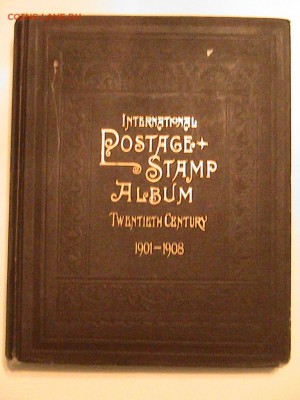 INTERNATIONAL
POSTAGE
STAMP
ALBUM
TWENTIETH CENTURY
1901-1908